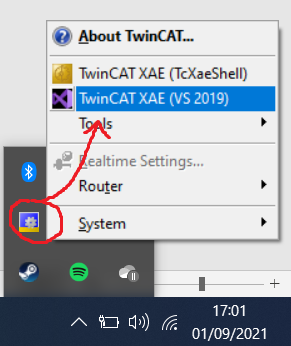 About TwinCAT...
TwinCAT XAE (TcXaeShell)
TwinCAT XAE (VS 2019)
Tools
Realtime Settings...
Router
System
17:01
01/09/2021